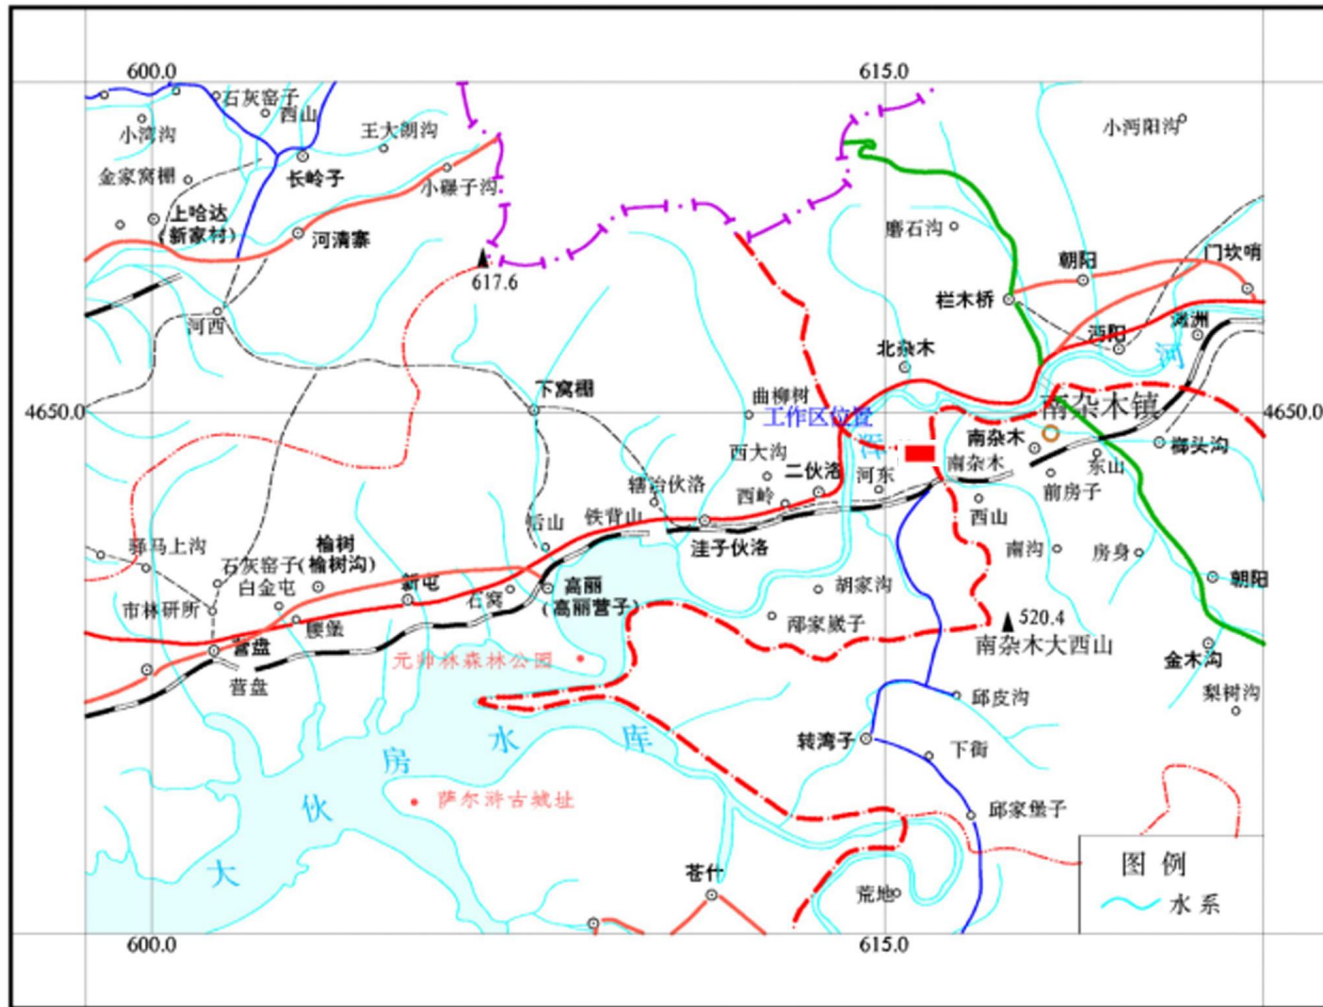 600.0
615.0
石灰窑子
西山
小湾沟
王大朗沟
小沔阳沟
金家窝棚
长岭子
小碾子沟
上哈达
(新家村)
河清寨
磨石沟
朝阳
门坎哨
617.6
栏木桥
河西
沔阳
滩洲
河
北杂木
下窝棚
曲柳树
4650.0
工作区位置
南杂木镇
4650.0
浑
南杂木
榔头沟
西大沟
二伙洛
河东
南杂木
东山
辖冶伙洛
西岭
前房子
后山
铁背山
西山
洼子伙洛
南沟
房身
驿马上沟
榆树
石灰窑子(榆树沟)
白金屯
新屯
石窝
高丽
(高丽营子)
胡家沟
朝阳
市林研所
腰堡
邴家崴子
520.4
南杂木大西山
营盘
元帅林森林公园
金木沟
营盘
邱皮沟
梨树沟
房 水 库
转湾子
下街
萨尔浒古城址
伙
邱家堡子
大
苍什
荒地
图 例
水 系
600.0
615.0